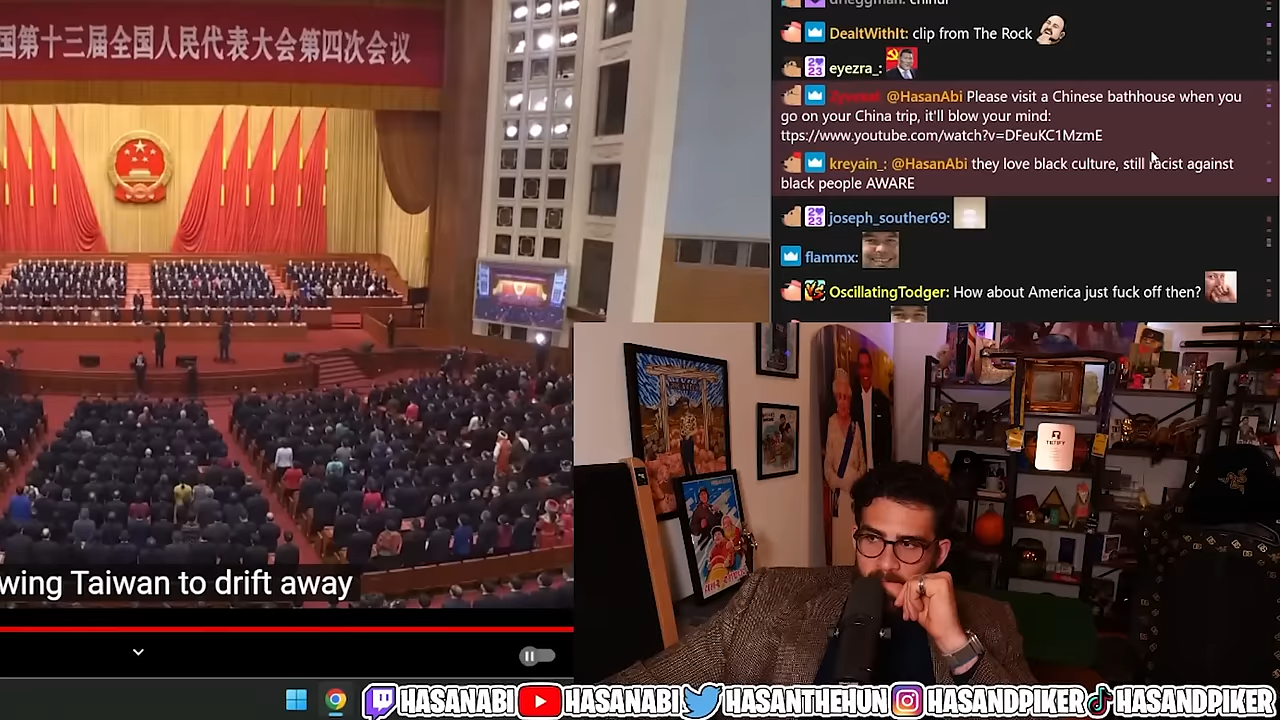 国第十三届全国人民代表大会第四次会议
DealtWithIt: clip from The Rock
eyezra_:
@HasanAbi Please visit a Chinese bathhouse when you
go on your China trip, it'll blow your mind:
ttps://www.youtube.com/watch?v=DFeuKC1MzmE
kreyain_: @HasanAbi they love black culture, still racist against
black people AWARE
joseph_souther69:
flammx:
OscillatingTodger: How about America just fuck off then?
wing Taiwan to drift away
HASANABI HASANABI HASANTHEHUN HASANDPIKER HASANDPIKER